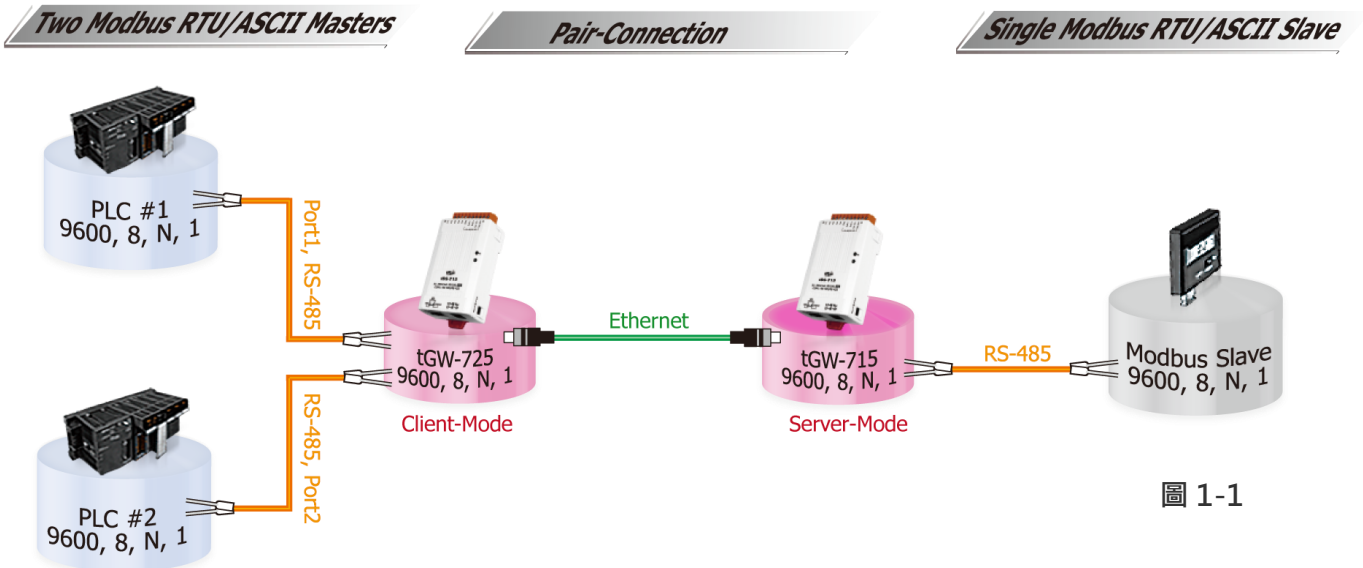 Two Modbus RTU/ASCII Masters
Pair-Connection
Single Modbus RTU/ASCII Slave
PLC #1
9600, 8, N, 1
Port1, RS-485
tGW-725
9600, 8, N, 1
Client-Mode
Ethernet
tGW-715
9600, 8, N, 1
Server-Mode
RS-485
Modbus Slave
9600, 8, N, 1
RS-485, Port2
PLC #2
9600, 8, N, 1
圖 1-1